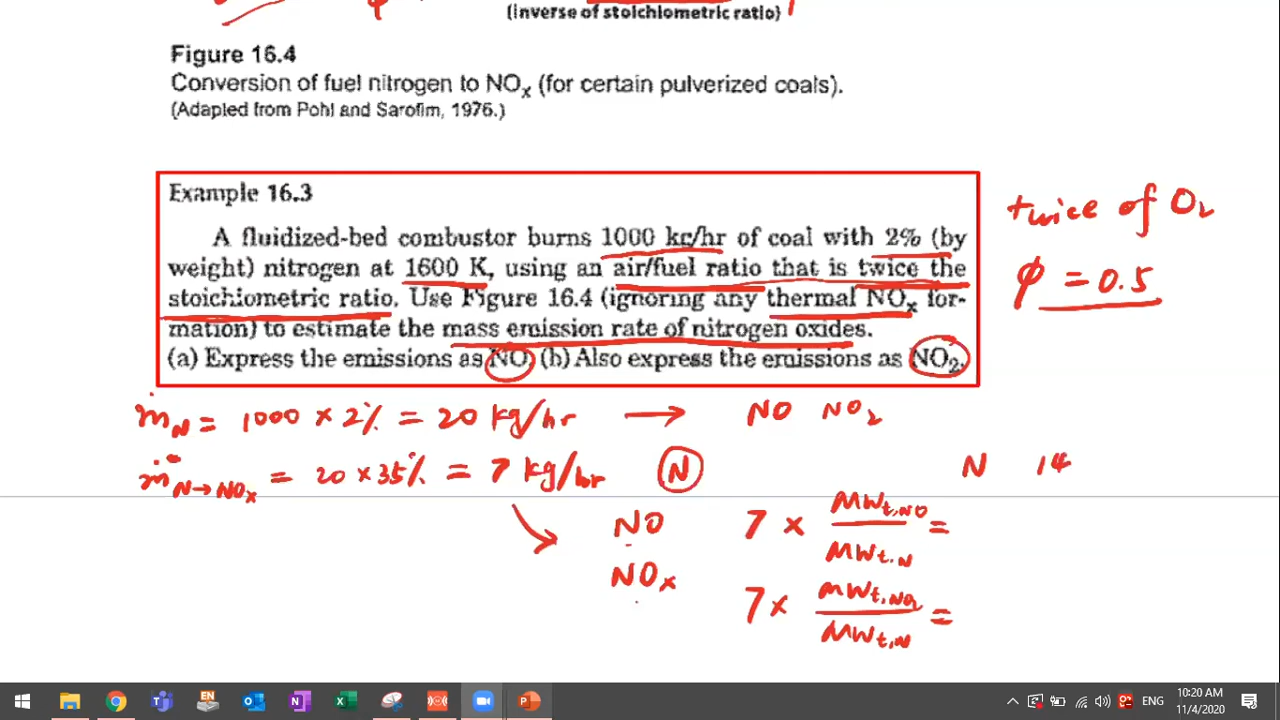 (inverse of stoichiometric ratio)
Figure 16.4
Conversion of fuel nitrogen to NOx (for certain pulverized coals).
(Adapted from Pohl and Sarofim, 1976.)
Example 16.3
A fluidized-bed combustor burns 1000 kg/hr of coal with 2% (by
weight) nitrogen at 1600 K, using an air/fuel ratio that is twice the
stoichiometric ratio. Use Figure 16.4 (ignoring any thermal NOx for-
mation) to estimate the mass emission rate of nitrogen oxides.
(a) Express the emissions as NO. (b) Also express the emissions as NO2.
twice of O2
ϕ = 0.5
ṁN = 1000 × 2% = 20 kg/hr → NO NO2
ṁN→NOx = 20 × 35% = 7 kg/hr N
N 14
NO 7 × MWt,NO / MWt.N =
NOx
7 × MWt,NO2 / MWt,N =
ENG
10:20 AM
11/4/2020